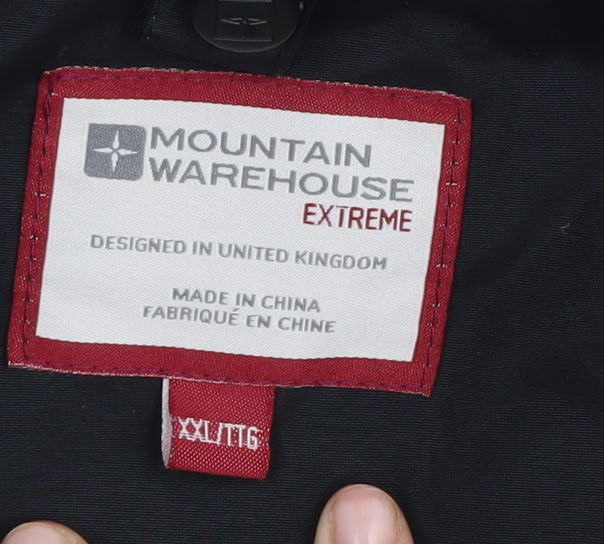 MOUNTAIN
WAREHOUSE
EXTREME
DESIGNED IN UNITED KINGDOM
MADE IN CHINA
FABRIQUÉ EN CHINE
XXL/TTG